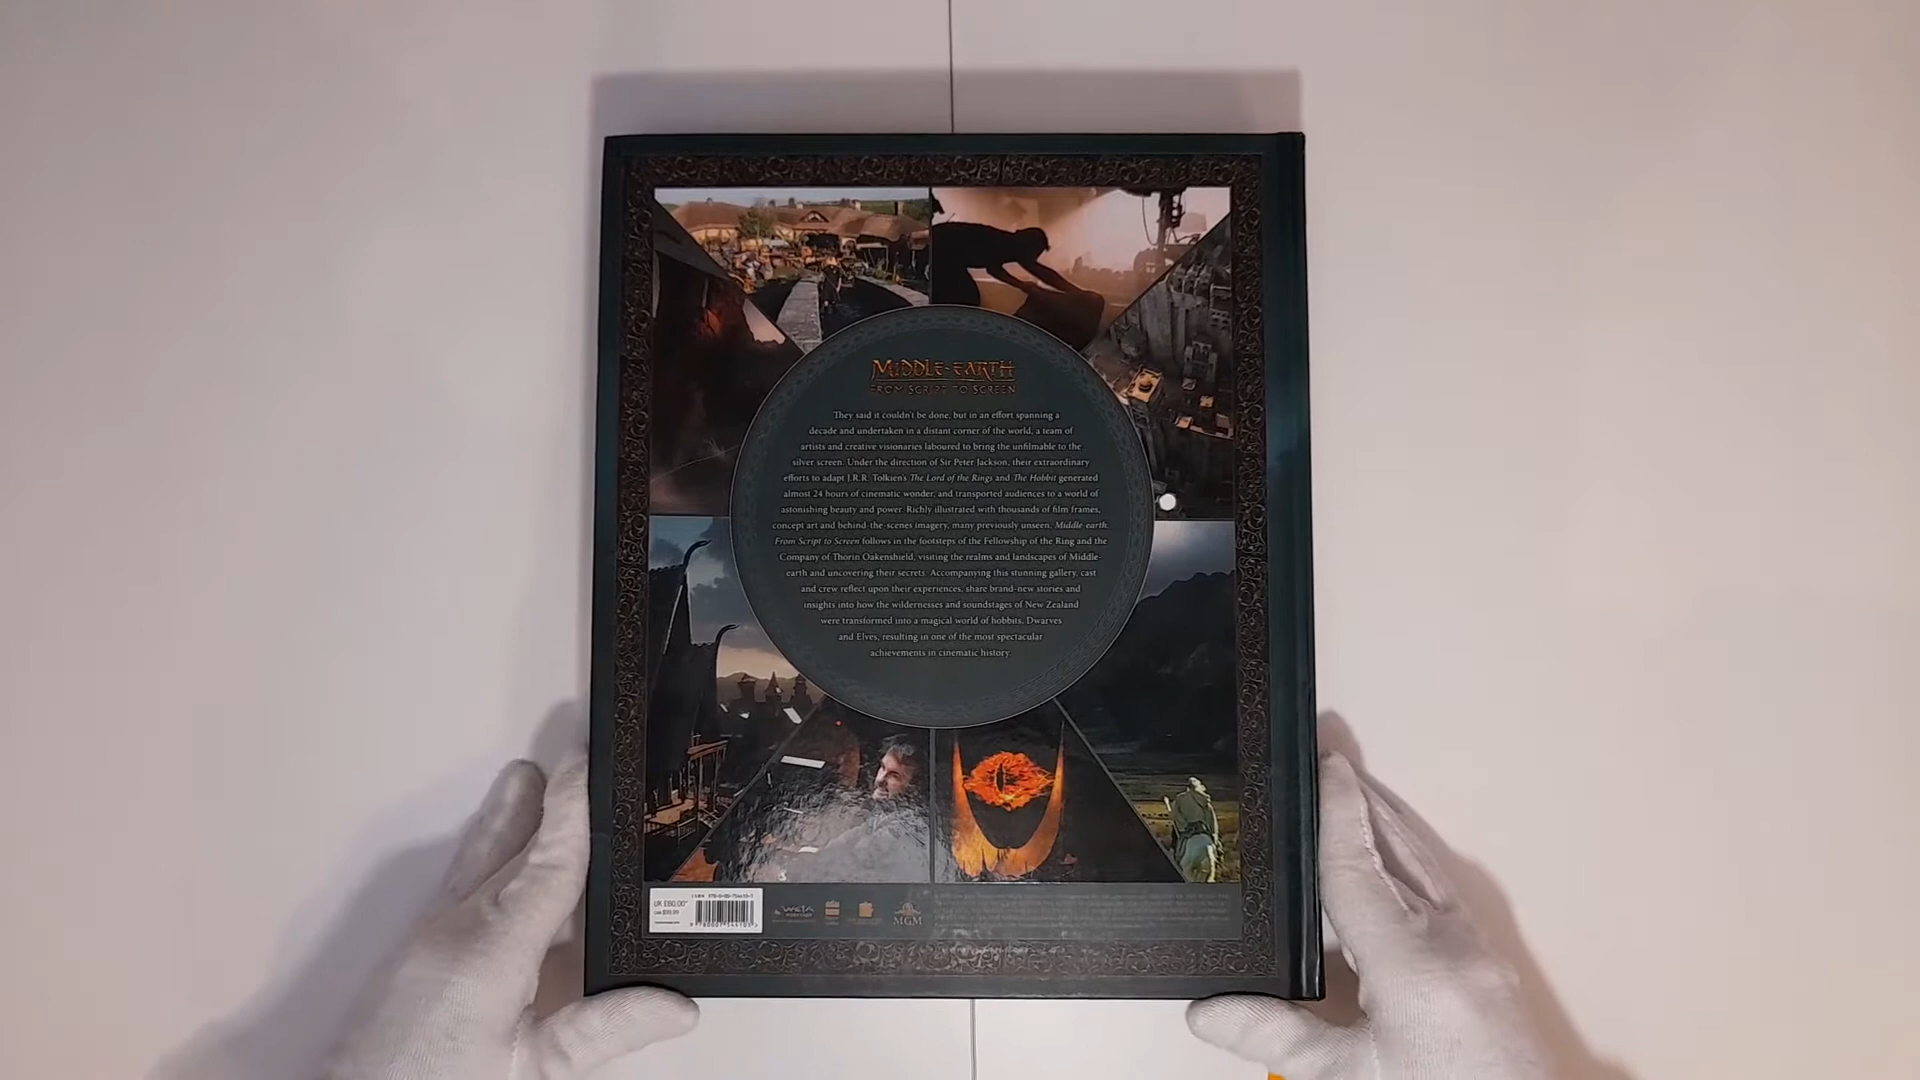 MIDDLE-EARTH
FROM SCRIPT TO SCREEN
They said it couldn't be done, but in an effort spanning a
decade and undertaken in a distant corner of the world, a team of
artists and creative visionaries laboured to bring the unfilmable to the
silver screen. Under the direction of Sir Peter Jackson, their extraordinary
efforts to adapt J.R.R. Tolkien's The Lord of the Rings and The Hobbit generated
almost 24 hours of cinematic wonder, and transported audiences to a world of
astonishing beauty and power. Richly illustrated with thousands of film frames,
concept art and behind-the-scenes imagery, many previously unseen, Middle-earth:
From Script to Screen follows in the footsteps of the Fellowship of the Ring and the
Company of Thorin Oakenshield, visiting the realms and landscapes of Middle-
earth and uncovering their secrets. Accompanying this stunning gallery, cast
and crew reflect upon their experiences, share brand-new stories and
insights into how the wildernesses and soundstages of New Zealand
were transformed into a magical world of hobbits, Dwarves
and Elves, resulting in one of the most spectacular
achievements in cinematic history.
UK £60.00
WETA
MGM